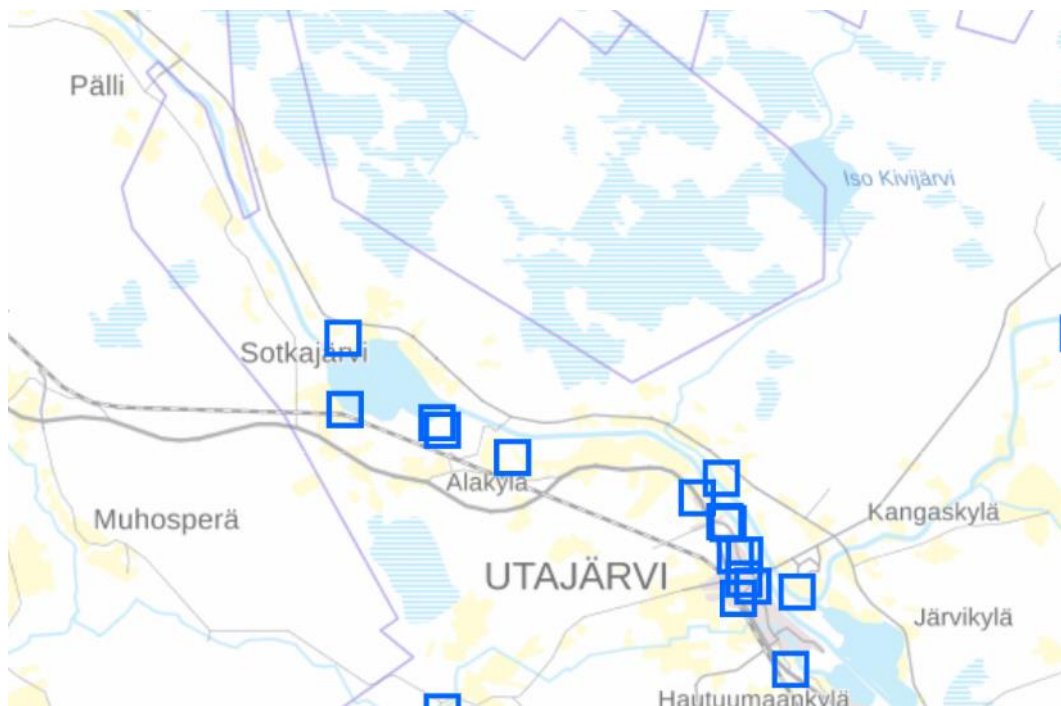 Pälli
Iso Kivijärvi
Sotkajärvi
Alakylä
Muhosperä
Kangaskylä
UTAJÄRVI
Järvikylä
Hautuumaankylä